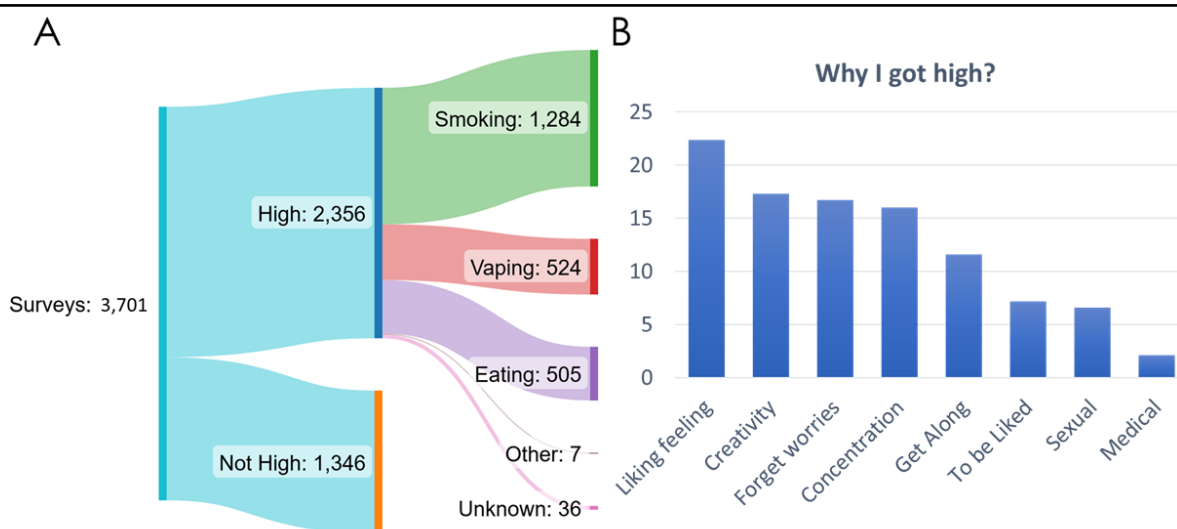 A
Surveys: 3,701
High: 2,356
Not High: 1,346
Smoking: 1,284
Vaping: 524
Eating: 505
Other: 7
Unknown: 36
B
Why I got high?
25
20
15
10
5
0
Liking feeling
Creativity
Forget worries
Concentration
Get Along
To be Liked
Sexual
Medical